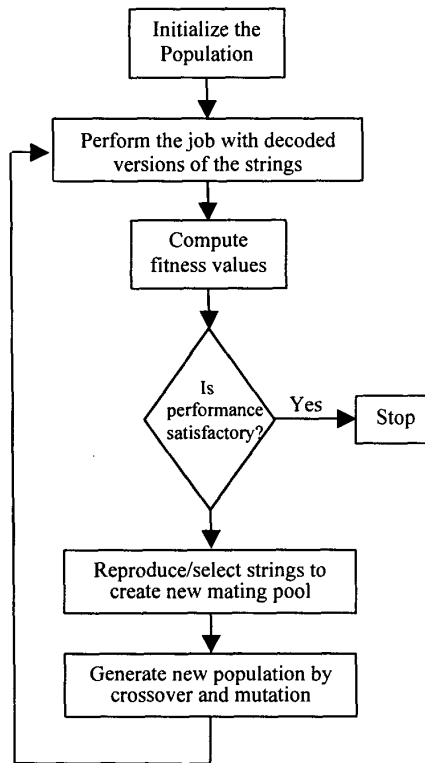 Initialize the
Population
Perform the job with decoded
versions of the strings
Compute
fitness values
Is
performance
satisfactory?
Yes
Stop
Reproduce/select strings to
create new mating pool
Generate new population by
crossover and mutation